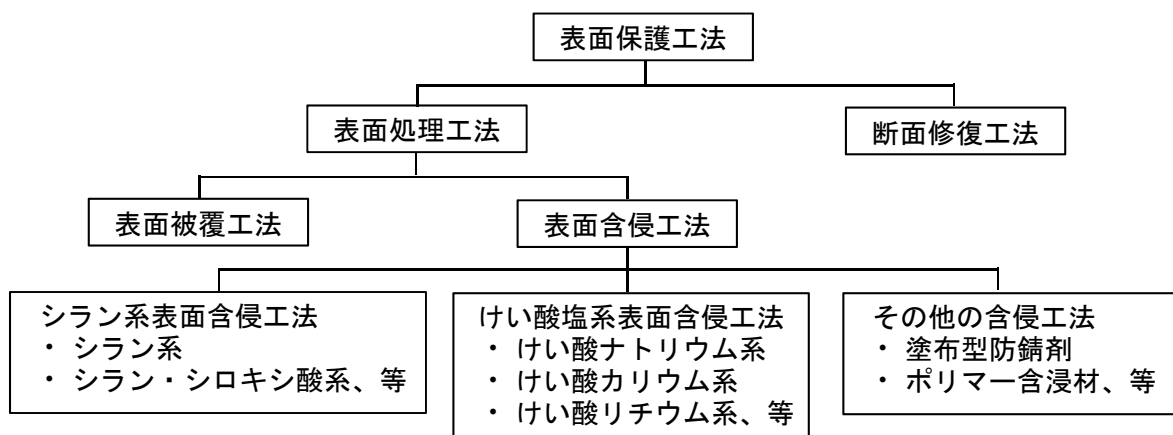 表面保護工法
表面処理工法
断面修復工法
表面被覆工法
表面含侵工法
シラン系表面含侵工法
・ シラン系
・ シラン・シロキシ酸系、等
けい酸塩系表面含侵工法
・ けい酸ナトリウム系
・ けい酸カリウム系
・ けい酸リチウム系、等
その他の含侵工法
・ 塗布型防錆剤
・ ポリマー含浸材、等